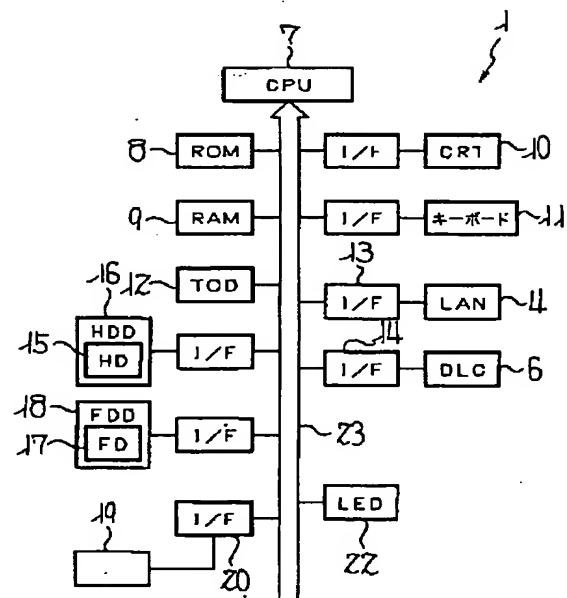 1
7
CPU
8 ROM I/F CRT 10
9 RAM I/F キーボード 11
13
12 TOD I/F LAN 4
16
HDD
15 HD I/F
14
I/F DLC 6
18 FDD
17 FD I/F
23
19
I/F LED
20 22